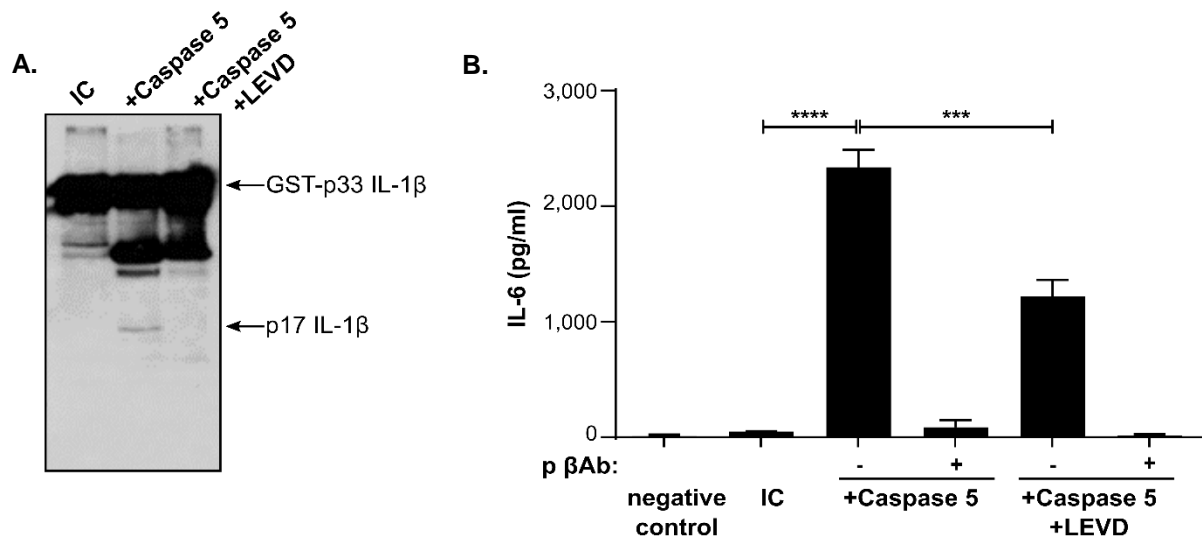 A.
IC
+Caspase 5
+Caspase 5
+LEVD
GST-p33 IL-1β
p17 IL-1β
B.
IL-6 (pg/ml)
3,000
2,000
1,000
0
****
***
p βAb:
- + - +
negative
control
IC
+Caspase 5
+Caspase 5
+LEVD